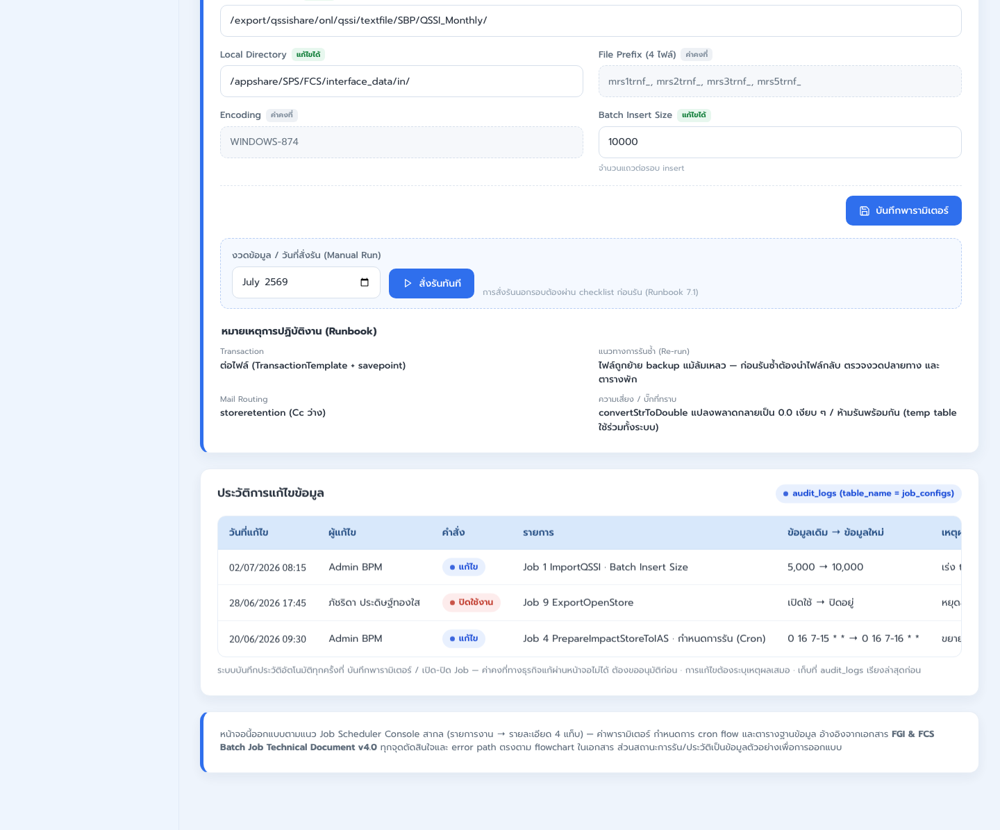 /export/qssishare/onl/qssi/textfile/SBP/QSSI_Monthly/
Local Directory แก้ไขได้
File Prefix (4 ไฟล์) ค่าคงที่
/appshare/SPS/FCS/interface_data/in/
mrs1trnf_, mrs2trnf_, mrs3trnf_, mrs5trnf_
Encoding ค่าคงที่
Batch Insert Size แก้ไขได้
WINDOWS-874
10000
จำนวนแถวต่อรอบ insert
บันทึกพารามิเตอร์
งวดข้อมูล / วันที่สั่งรัน (Manual Run)
July 2569
สั่งรันทันที
การสั่งรันนอกรอบต้องผ่าน checklist ก่อนรัน (Runbook 7.1)
หมายเหตุการปฏิบัติงาน (Runbook)
Transaction
ต่อไฟล์ (TransactionTemplate + savepoint)
แนวทางการรันซ้ำ (Re-run)
ไฟล์ถูกย้าย backup แม้ล้มเหลว — ก่อนรันซ้ำต้องนำไฟล์กลับ ตรวจงวดปลายทาง และ
ตารางพัก
Mail Routing
storeretention (Cc ว่าง)
ความเสี่ยง / บั๊กที่ทราบ
convertStrToDouble แปลงพลาดกลายเป็น 0.0 เงียบ ๆ / ห้ามรันพร้อมกัน (temp table
ใช้ร่วมทั้งระบบ)
ประวัติการแก้ไขข้อมูล
audit_logs (table_name = job_configs)
วันที่แก้ไข ผู้แก้ไข คำสั่ง รายการ ข้อมูลเดิม → ข้อมูลใหม่
02/07/2026 08:15 Admin BPM แก้ไข Job 1 ImportQSSI · Batch Insert Size 5,000 → 10,000 เร่ง
28/06/2026 17:45 ภัชริดา ประดิษฐ์ทองใส ปิดใช้งาน Job 9 ExportOpenStore เปิดใช้ → ปิดอยู่ หยุด
20/06/2026 09:30 Admin BPM แก้ไข Job 4 PrepareImpactStoreToIAS · กำหนดการรัน (Cron) 0 16 7-15 * * → 0 16 7-16 * * ขยาย
ระบบบันทึกประวัติอัตโนมัติทุกครั้งที่ บันทึกพารามิเตอร์ / เปิด-ปิด Job — ค่าคงที่ทางธุรกิจแก้ผ่านหน้าจอไม่ได้ ต้องขออนุมัติก่อน · การแก้ไขต้องระบุเหตุผลเสมอ · เก็บที่ audit_logs เรียงล่าสุดก่อน
หน้าจอนี้ออกแบบตามแนว Job Scheduler Console สากล (รายการงาน → รายละเอียด 4 แท็บ) — ค่าพารามิเตอร์ กำหนดการ cron flow และตารางฐานข้อมูล อ้างอิงจากเอกสาร FGI & FCS
Batch Job Technical Document v4.0 ทุกจุดตัดสินใจและ error path ตรงตาม flowchart ในเอกสาร ส่วนสถานะการรัน/ประวัติเป็นข้อมูลตัวอย่างเพื่อการออกแบบ